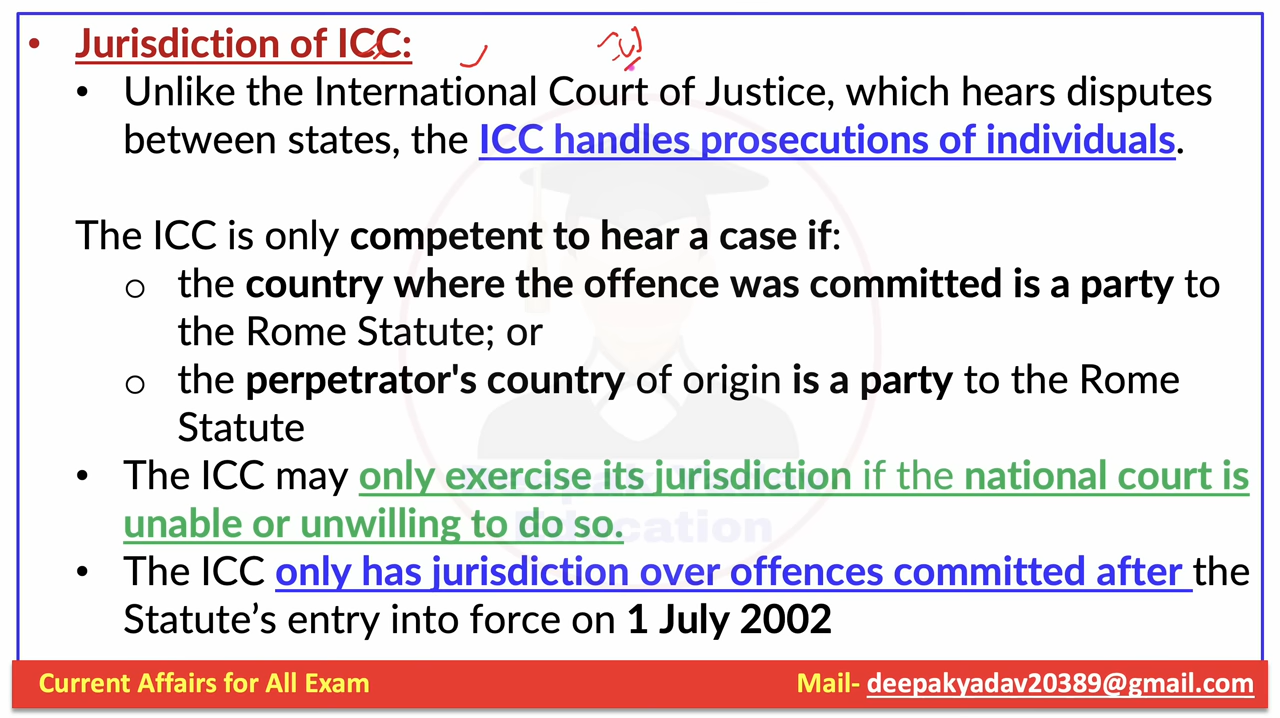 • Jurisdiction of ICC:
• Unlike the International Court of Justice, which hears disputes
between states, the ICC handles prosecutions of individuals.
The ICC is only competent to hear a case if:
o the country where the offence was committed is a party to
the Rome Statute; or
o the perpetrator's country of origin is a party to the Rome
Statute
• The ICC may only exercise its jurisdiction if the national court is
unable or unwilling to do so.
• The ICC only has jurisdiction over offences committed after the
Statute’s entry into force on 1 July 2002
Education
Current Affairs for All Exam
Mail- deepakyadav20389@gmail.com